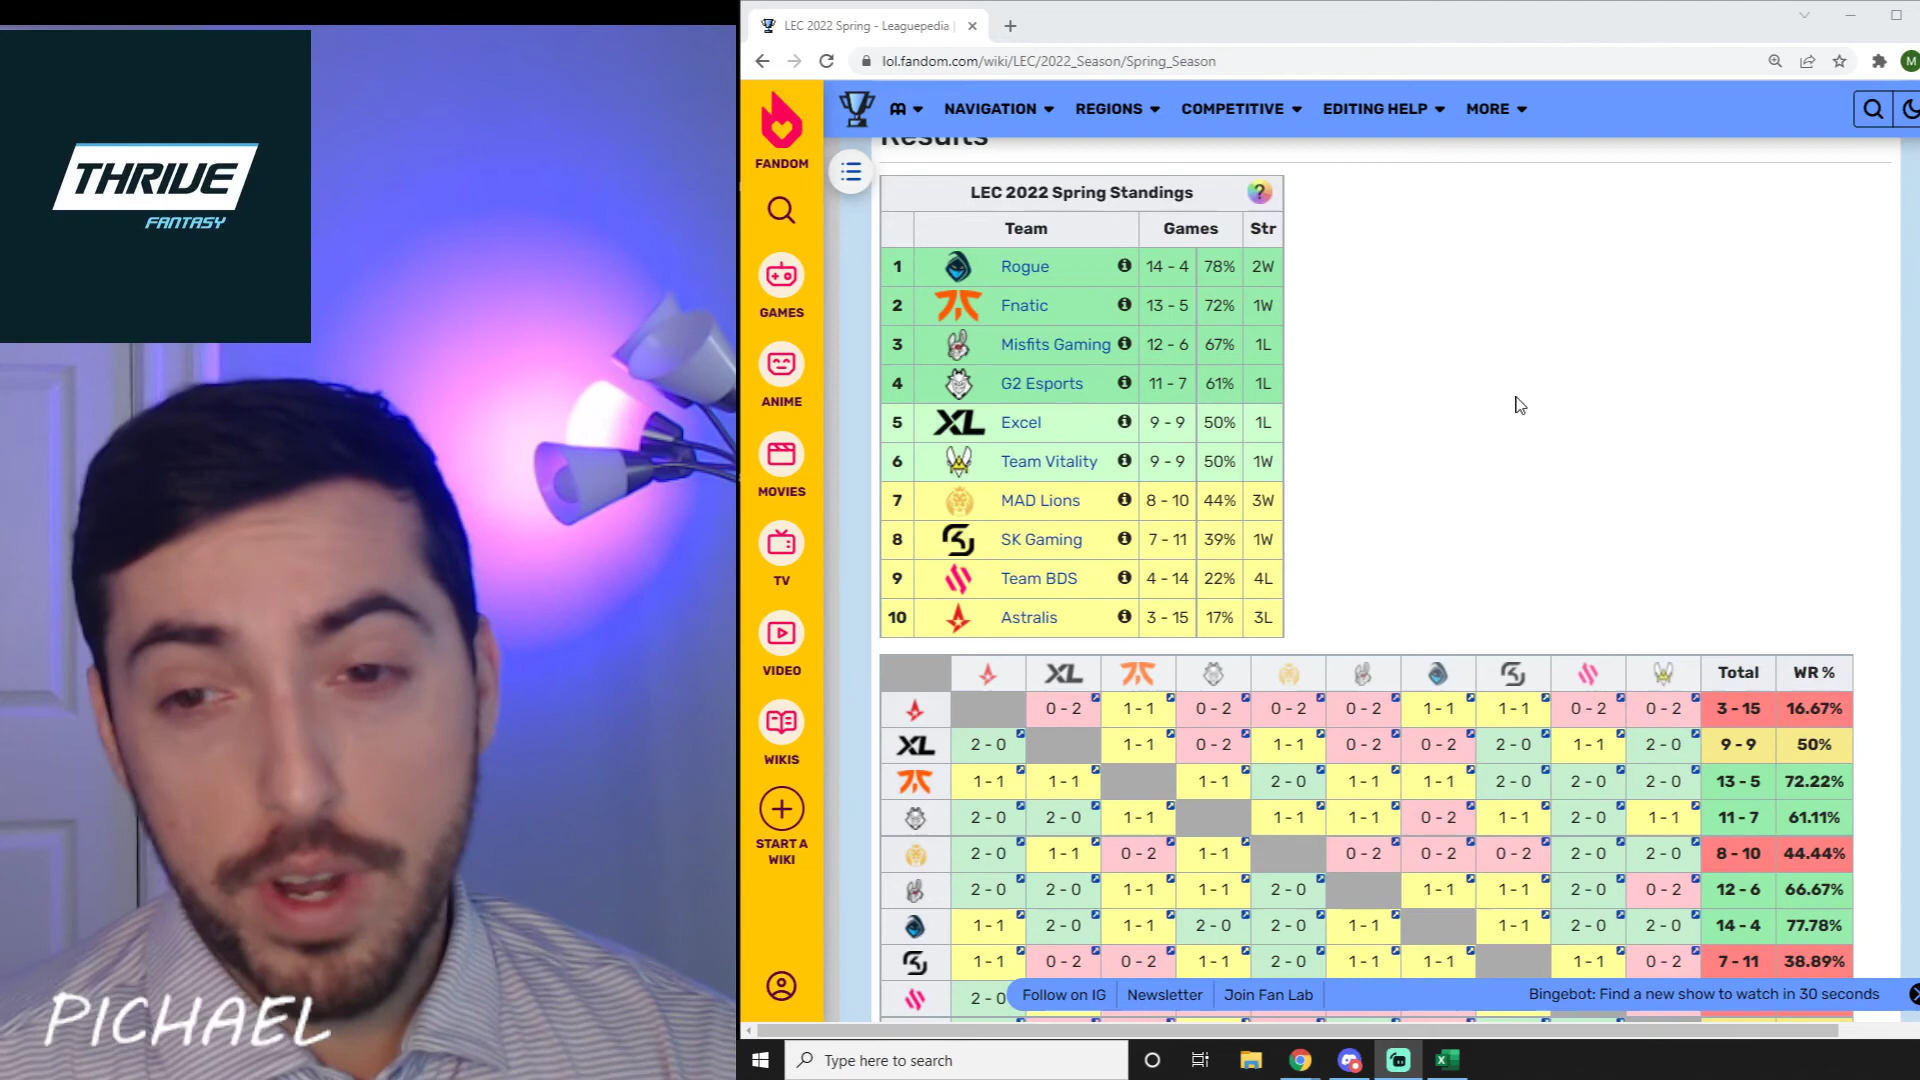 THRIVE
FANTASY
PICHAEL
LEC 2022 Spring - Leaguepedia |
lol.fandom.com/wiki/LEC/2022_Season/Spring_Season
M
FANDOM
GAMES
ANIME
MOVIES
TV
VIDEO
WIKIS
START A
WIKI
NAVIGATION REGIONS COMPETITIVE EDITING HELP MORE
Results
LEC 2022 Spring Standings ?
Team Games Str
1 Rogue 14 - 4 78% 2W
2 Fnatic 13 - 5 72% 1W
3 Misfits Gaming 12 - 6 67% 1L
4 G2 Esports 11 - 7 61% 1L
5 XL Excel 9 - 9 50% 1L
6 Team Vitality 9 - 9 50% 1W
7 MAD Lions 8 - 10 44% 3W
8 SK Gaming 7 - 11 39% 1W
9 Team BDS 4 - 14 22% 4L
10 Astralis 3 - 15 17% 3L
XL Total WR %
0 - 2 1 - 1 0 - 2 0 - 2 0 - 2 1 - 1 1 - 1 0 - 2 0 - 2 3 - 15 16.67%
XL 2 - 0 1 - 1 0 - 2 1 - 1 0 - 2 0 - 2 2 - 0 1 - 1 2 - 0 9 - 9 50%
1 - 1 1 - 1 1 - 1 2 - 0 1 - 1 1 - 1 2 - 0 2 - 0 2 - 0 13 - 5 72.22%
2 - 0 2 - 0 1 - 1 1 - 1 1 - 1 0 - 2 1 - 1 2 - 0 1 - 1 11 - 7 61.11%
2 - 0 1 - 1 0 - 2 1 - 1 0 - 2 0 - 2 0 - 2 2 - 0 2 - 0 8 - 10 44.44%
2 - 0 2 - 0 1 - 1 1 - 1 2 - 0 1 - 1 1 - 1 2 - 0 0 - 2 12 - 6 66.67%
1 - 1 2 - 0 1 - 1 2 - 0 2 - 0 1 - 1 1 - 1 2 - 0 2 - 0 14 - 4 77.78%
1 - 1 0 - 2 0 - 2 1 - 1 2 - 0 1 - 1 1 - 1 1 - 1 0 - 2 7 - 11 38.89%
2 - 0
Follow on IG Newsletter Join Fan Lab Bingebot: Find a new show to watch in 30 seconds
Type here to search